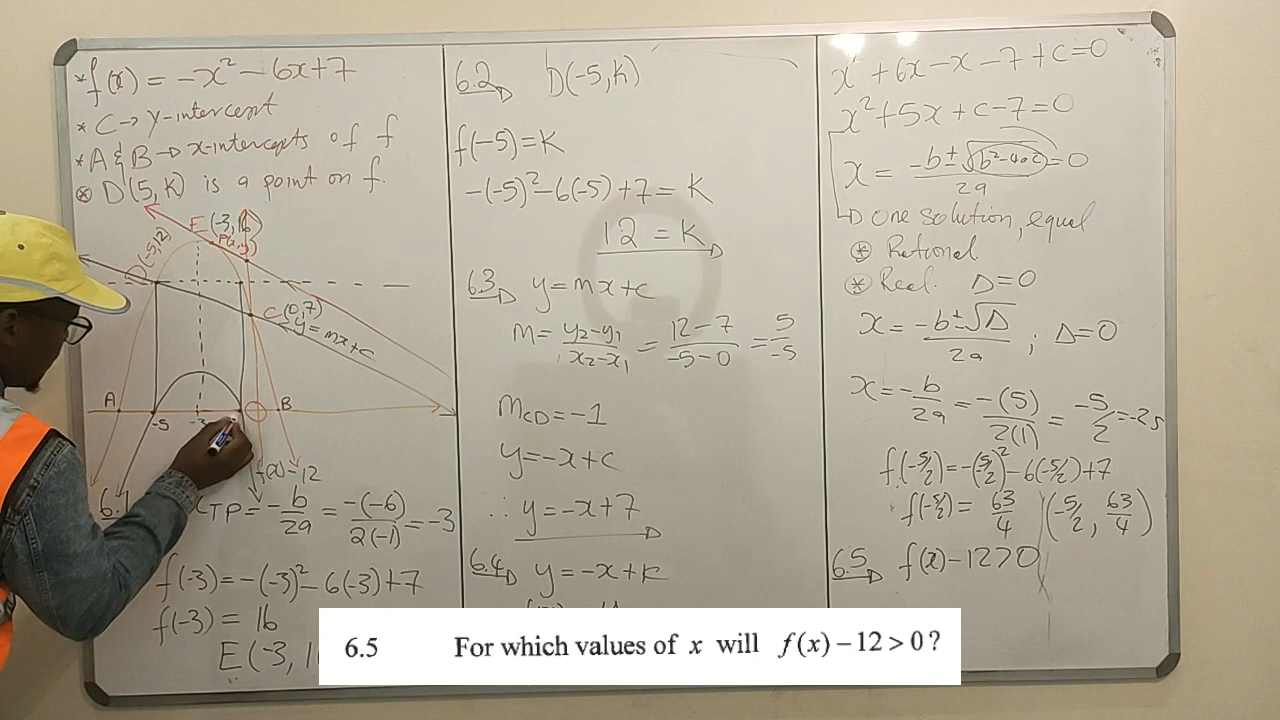 * f(x) = -x² - 6x + 7
* C → y-intercept
* A & B → x-intercepts of f
⊛ D(5, K) is a point on f.
E (-3, 16)
P(x, y)
(-5, 12)
C (0, 7)
y = mx + c
A
B
-5
-3
f(x) = 12
6.1
x_TP = -b/2a = -(-6)/2(-1) = -3
f(-3) = -(-3)² - 6(-3) + 7
f(-3) = 16
E(-3, 1
6.2 D(-5, K)
f(-5) = K
-(-5)² - 6(-5) + 7 = K
12 = K
6.3 y = mx + c
M = y₂-y₁/x₂-x₁ = 12-7/-5-0 = 5/-5
M_CD = -1
y = -x + c
∴ y = -x + 7
6.4 y = -x + k
x² + 6x - x - 7 + c = 0
x² + 5x + c - 7 = 0
x = -b ± √(b² - 4ac)/2a = 0
one solution, equal
⊛ Rational
⊛ Real. Δ = 0
x = -b ± √Δ/2a ; Δ = 0
x = -b/2a = -(5)/2(1) = -5/2 = -2,5
f(-5/2) = -(-5/2)² - 6(-5/2) + 7
f(-5/2) = 63/4 (-5/2, 63/4)
6.5 f(x) - 12 > 0
6.5 For which values of x will f(x) − 12 > 0 ?